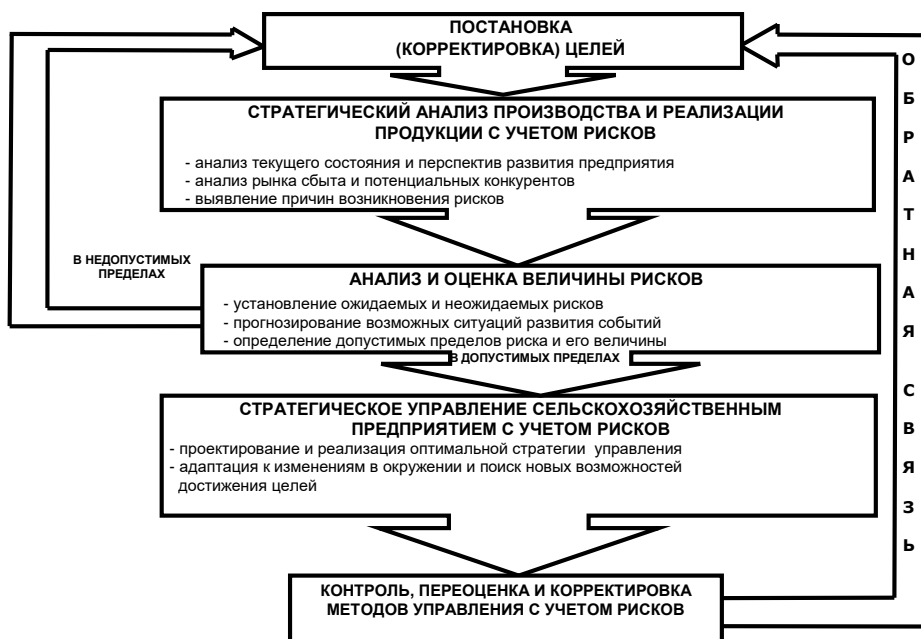 ПОСТАНОВКА
(КОРРЕКТИРОВКА) ЦЕЛЕЙ
СТРАТЕГИЧЕСКИЙ АНАЛИЗ ПРОИЗВОДСТВА И РЕАЛИЗАЦИИ
ПРОДУКЦИИ С УЧЕТОМ РИСКОВ
- анализ текущего состояния и перспектив развития предприятия
- анализ рынка сбыта и потенциальных конкурентов
- выявление причин возникновения рисков
В НЕДОПУСТИМЫХ
ПРЕДЕЛАХ
АНАЛИЗ И ОЦЕНКА ВЕЛИЧИНЫ РИСКОВ
- установление ожидаемых и неожидаемых рисков
- прогнозирование возможных ситуаций развития событий
- определение допустимых пределов риска и его величины
В ДОПУСТИМЫХ ПРЕДЕЛАХ
СТРАТЕГИЧЕСКОЕ УПРАВЛЕНИЕ СЕЛЬСКОХОЗЯЙСТВЕННЫМ
ПРЕДПРИЯТИЕМ С УЧЕТОМ РИСКОВ
- проектирование и реализация оптимальной стратегии управления
- адаптация к изменениям в окружении и поиск новых возможностей
достижения целей
КОНТРОЛЬ, ПЕРЕОЦЕНКА И КОРРЕКТИРОВКА
МЕТОДОВ УПРАВЛЕНИЯ С УЧЕТОМ РИСКОВ
ОБРАТНАЯ СВЯЗЬ